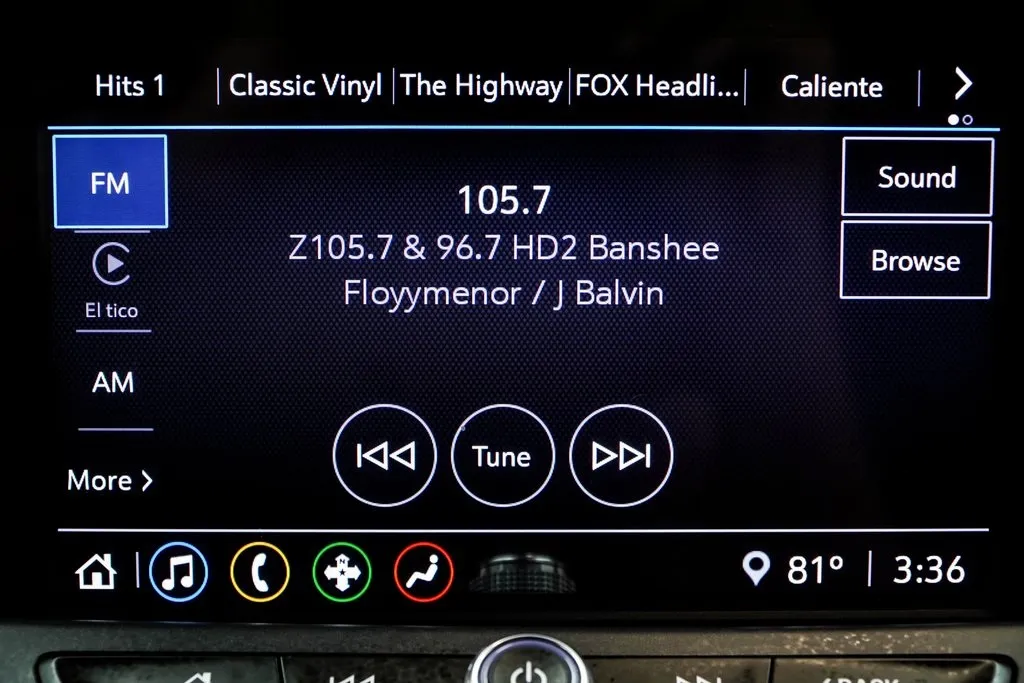 Hits 1
Classic Vinyl
The Highway
FOX Headli...
Caliente
FM
Sound
105.7
Z105.7 & 96.7 HD2 Banshee
Floyymenor / J Balvin
Browse
El tico
AM
Tune
More
N
81°
3:36